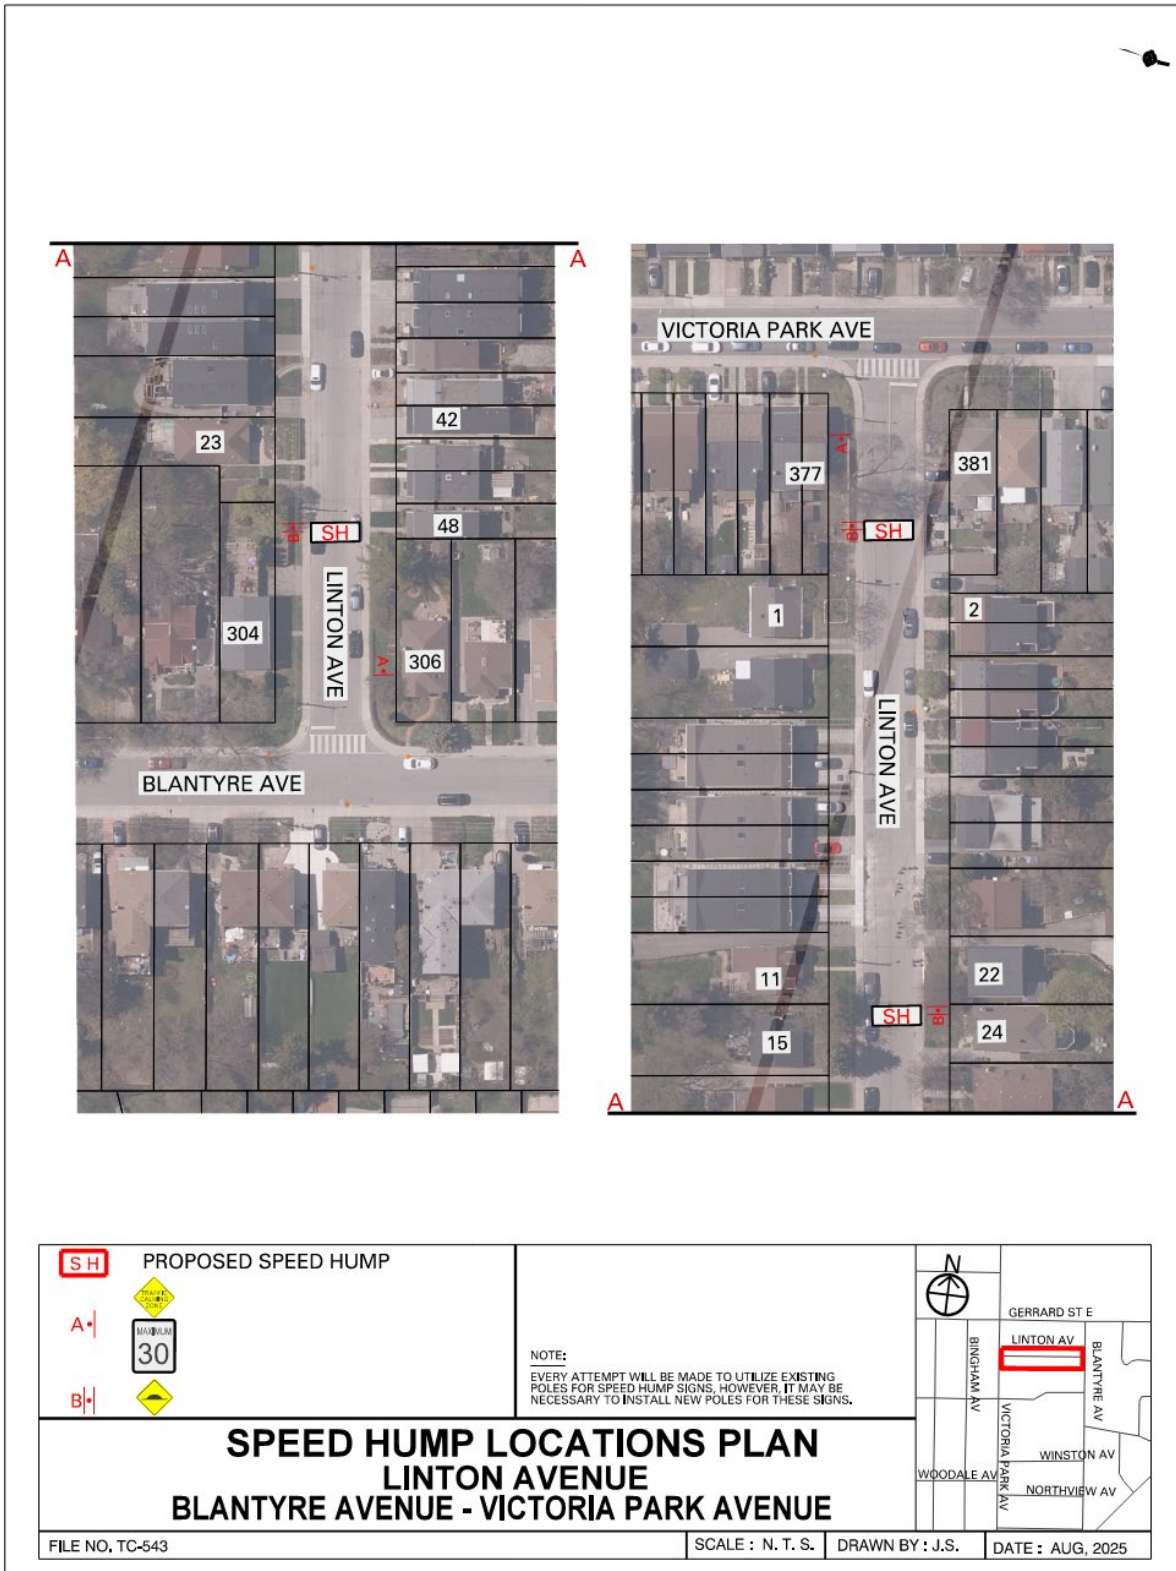 A
A
VICTORIA PARK AVE
42
23
A
377
381
48
B
SH
B
SH
LINTON AVE
304
306
A
1
2
LINTON AVE
BLANTYRE AVE
11
22
SH
B
15
24
A
A
SH
PROPOSED SPEED HUMP
TRAFFIC
CALMING
ZONE
A
MAXIMUM
30
B
NOTE:
EVERY ATTEMPT WILL BE MADE TO UTILIZE EXISTING
POLES FOR SPEED HUMP SIGNS, HOWEVER, IT MAY BE
NECESSARY TO INSTALL NEW POLES FOR THESE SIGNS.
N
GERRARD ST E
LINTON AV
BINGHAM AV
BLANTYRE AV
VICTORIA PARK AV
WINSTON AV
WOODALE AV
NORTHVIEW AV
SPEED HUMP LOCATIONS PLAN
LINTON AVENUE
BLANTYRE AVENUE - VICTORIA PARK AVENUE
FILE NO. TC-543
SCALE : N. T. S.
DRAWN BY : J.S.
DATE : AUG, 2025